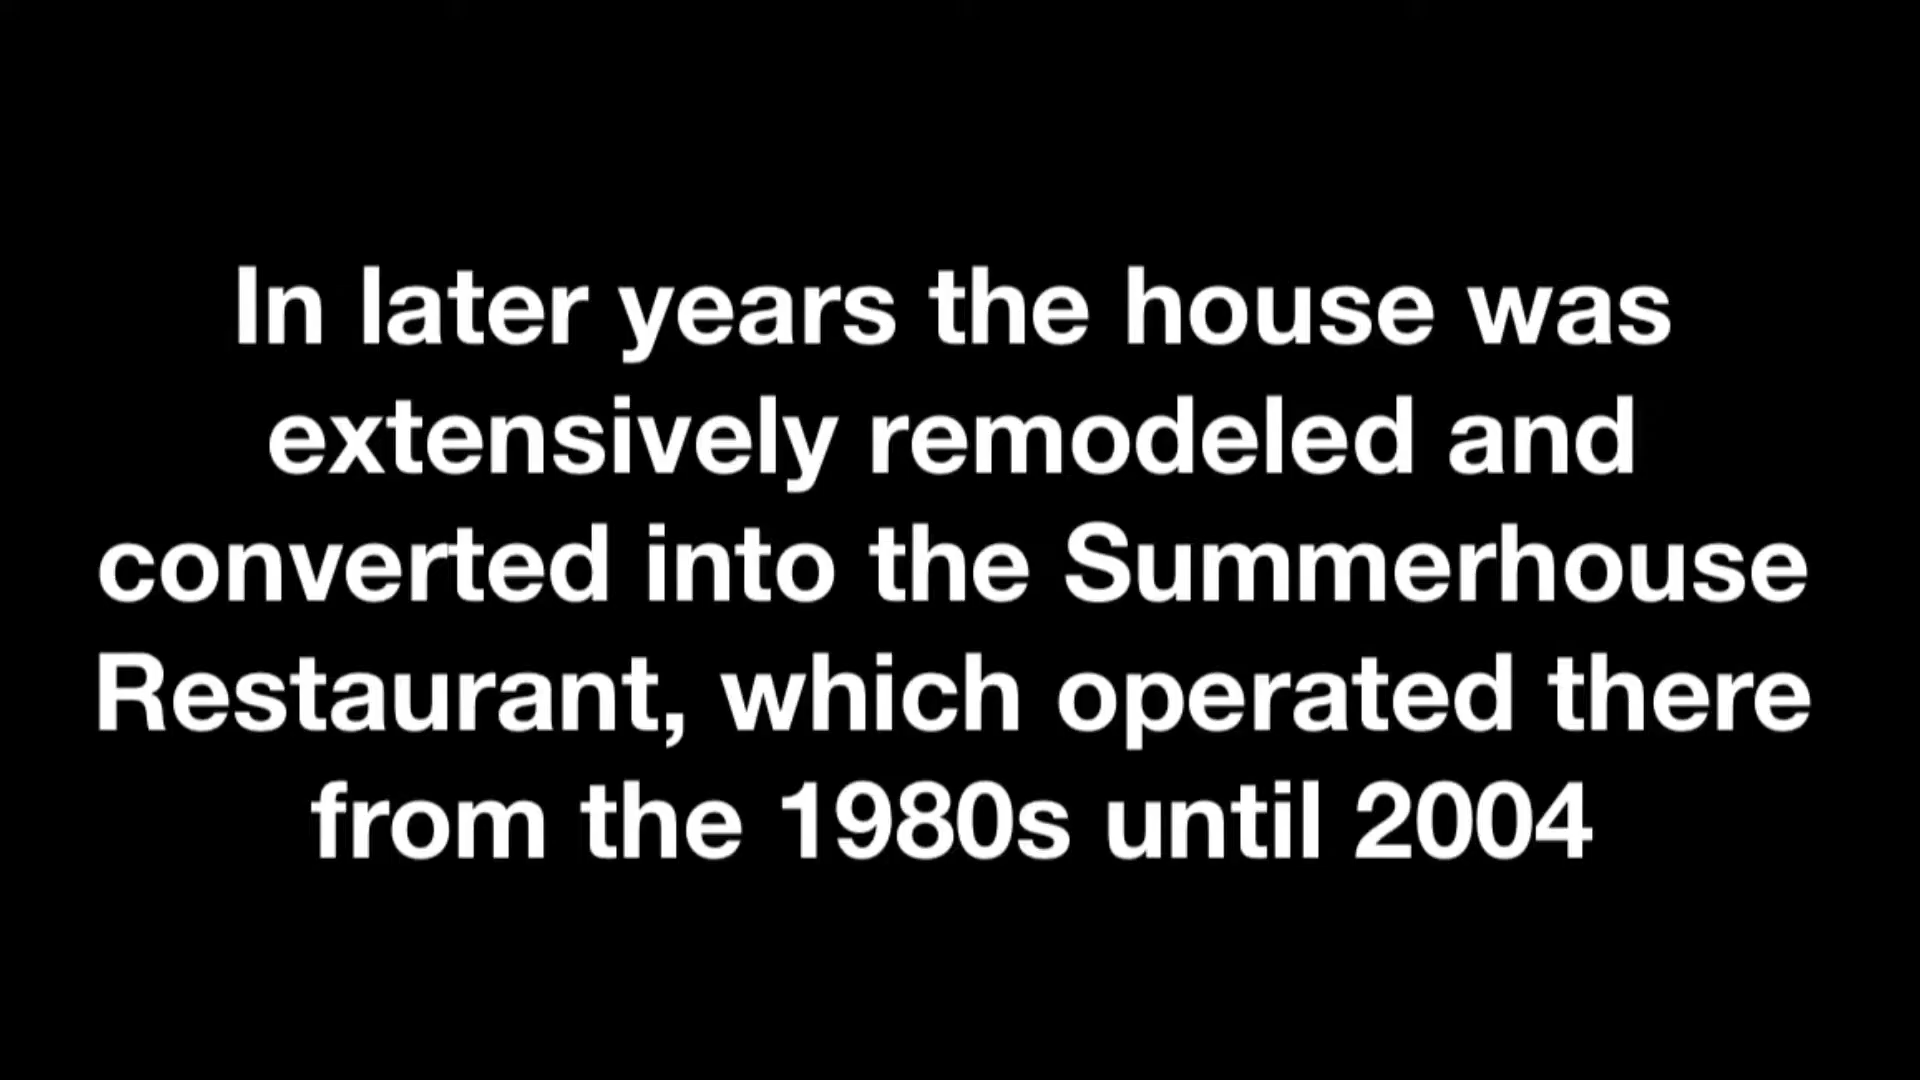 In later years the house was
extensively remodeled and
converted into the Summerhouse
Restaurant, which operated there
from the 1980s until 2004